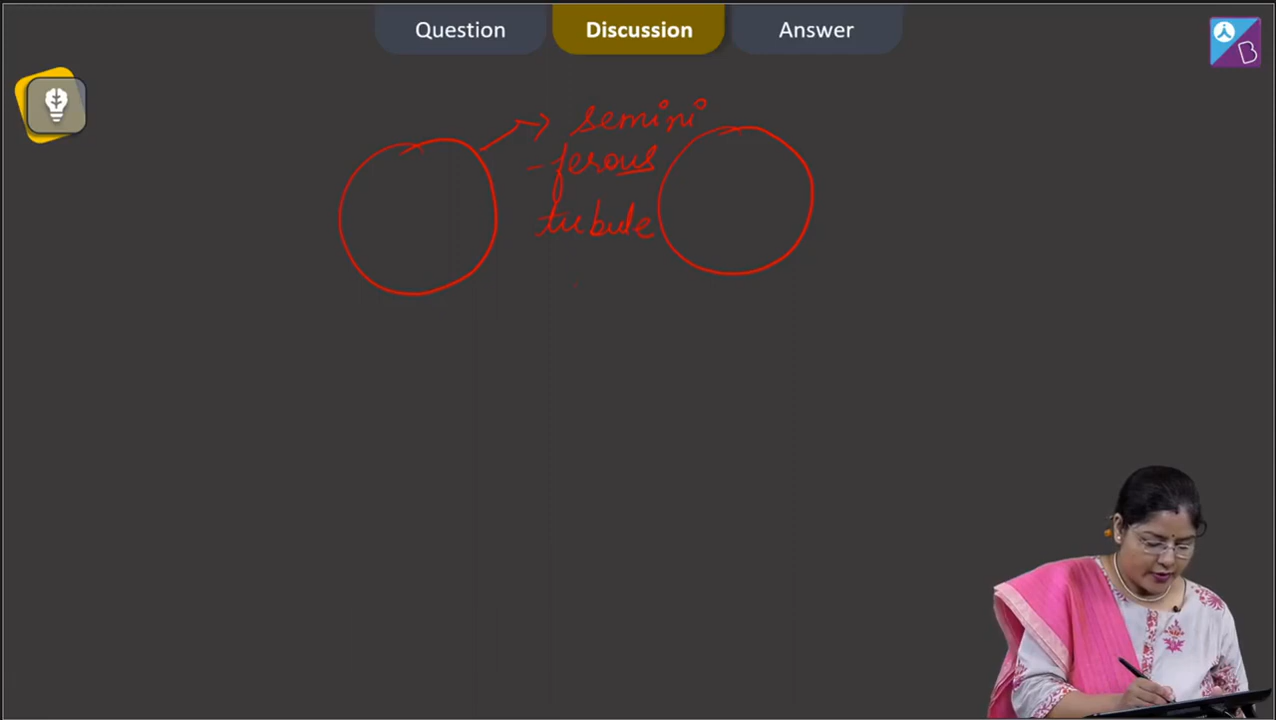 Question
Discussion
Answer
B
semini
-ferous
tubule